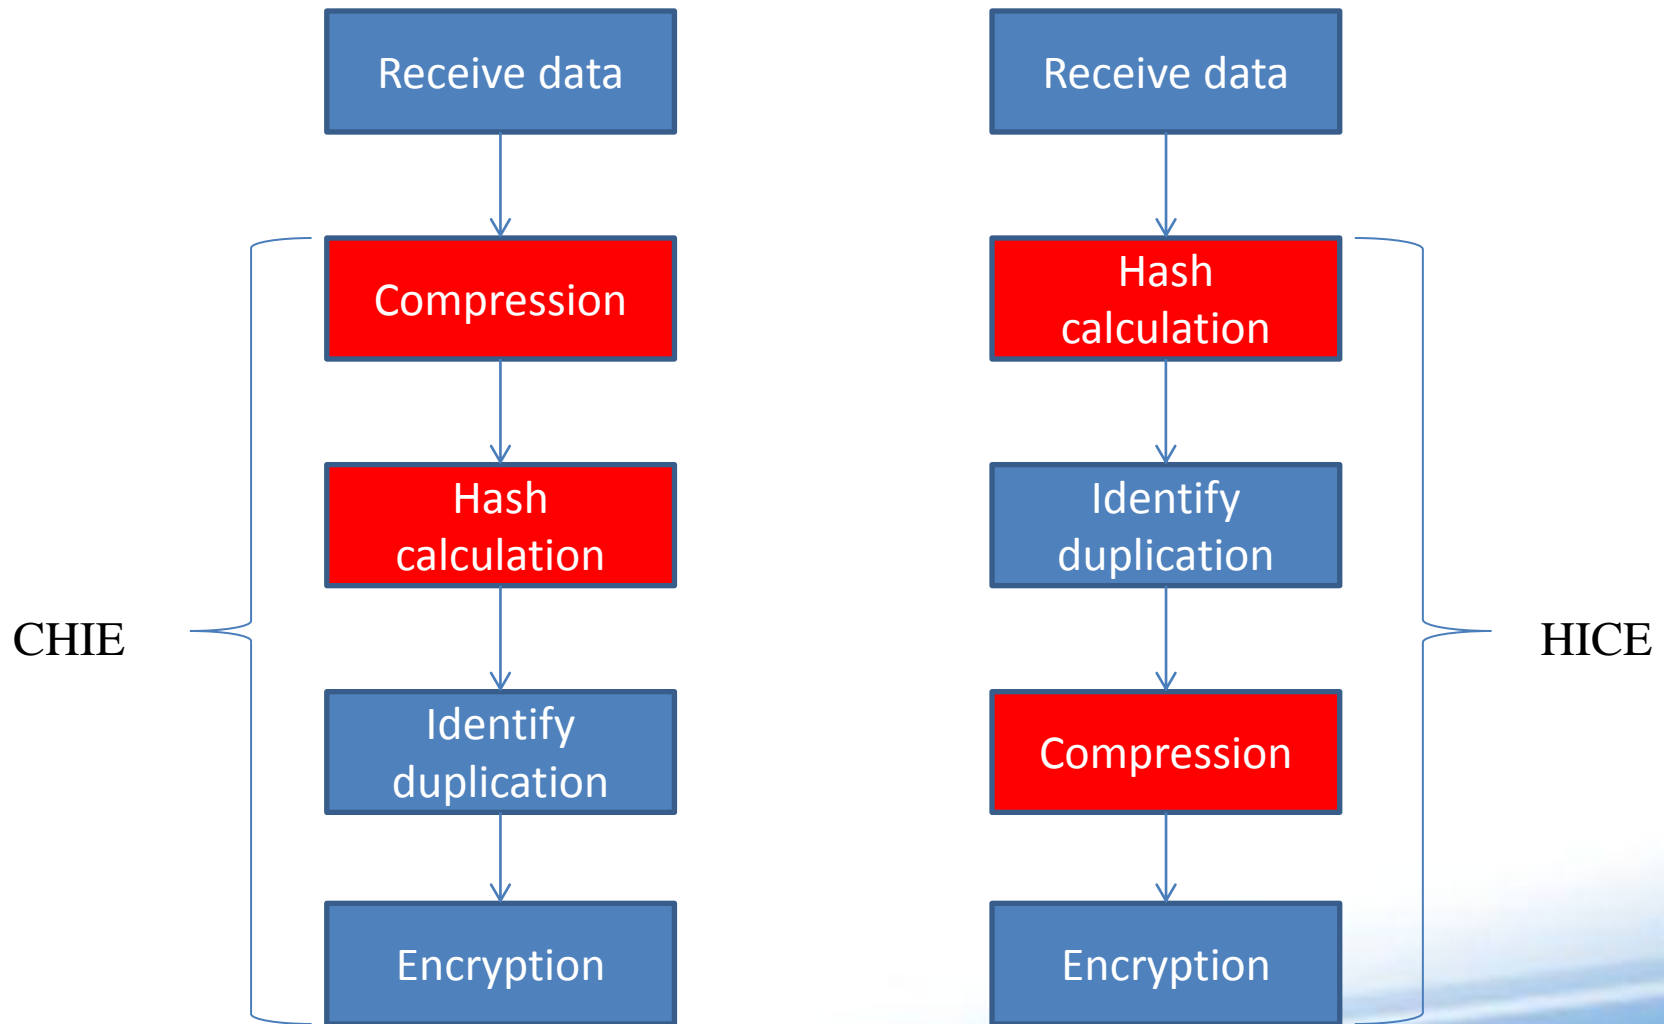 Receive data
Compression
Hash
calculation
Identify
duplication
Encryption
CHIE
Receive data
Hash
calculation
Identify
duplication
Compression
Encryption
HICE